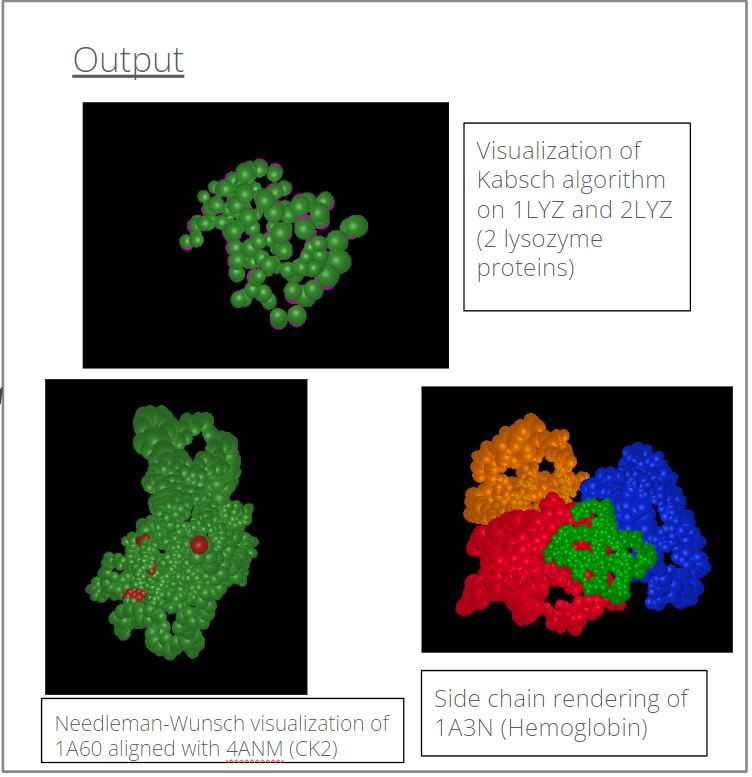 Output
Visualization of
Kabsch algorithm
on 1LYZ and 2LYZ
(2 lysozyme
proteins)
Needleman-Wunsch visualization of
1A60 aligned with 4ANM (CK2)
Side chain rendering of
1A3N (Hemoglobin)